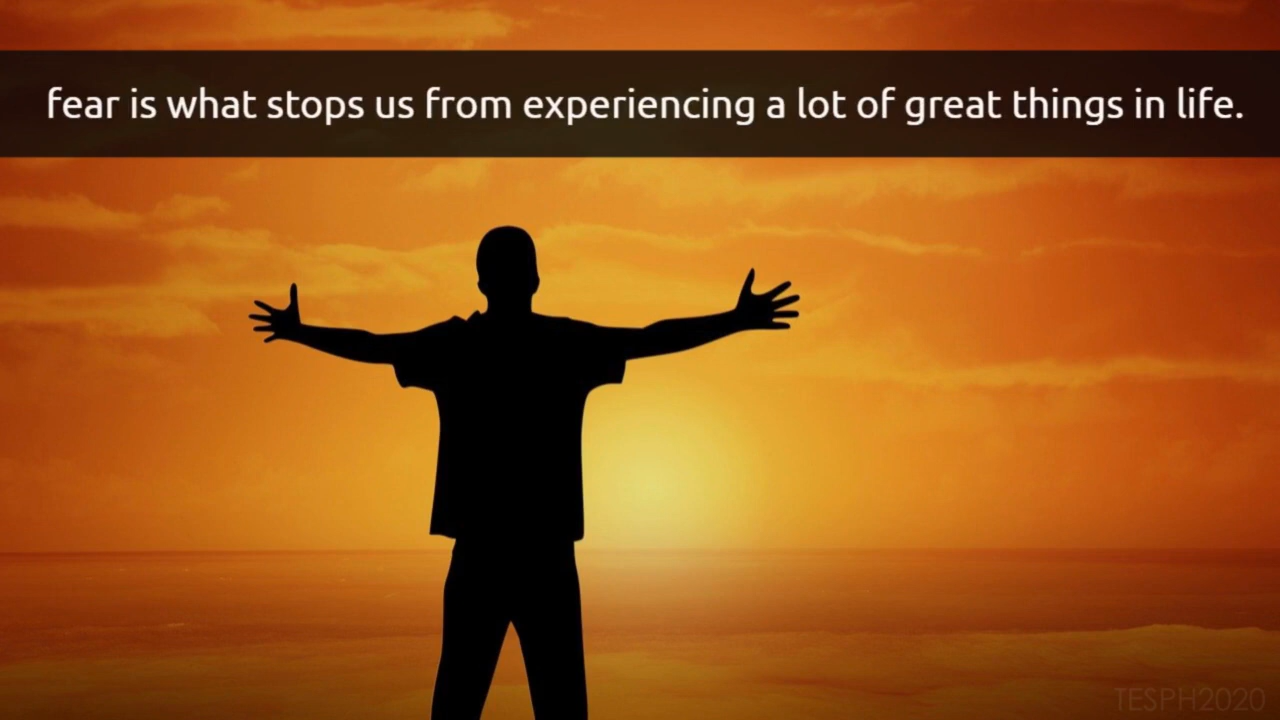 fear is what stops us from experiencing a lot of great things in life.
TESPH2020